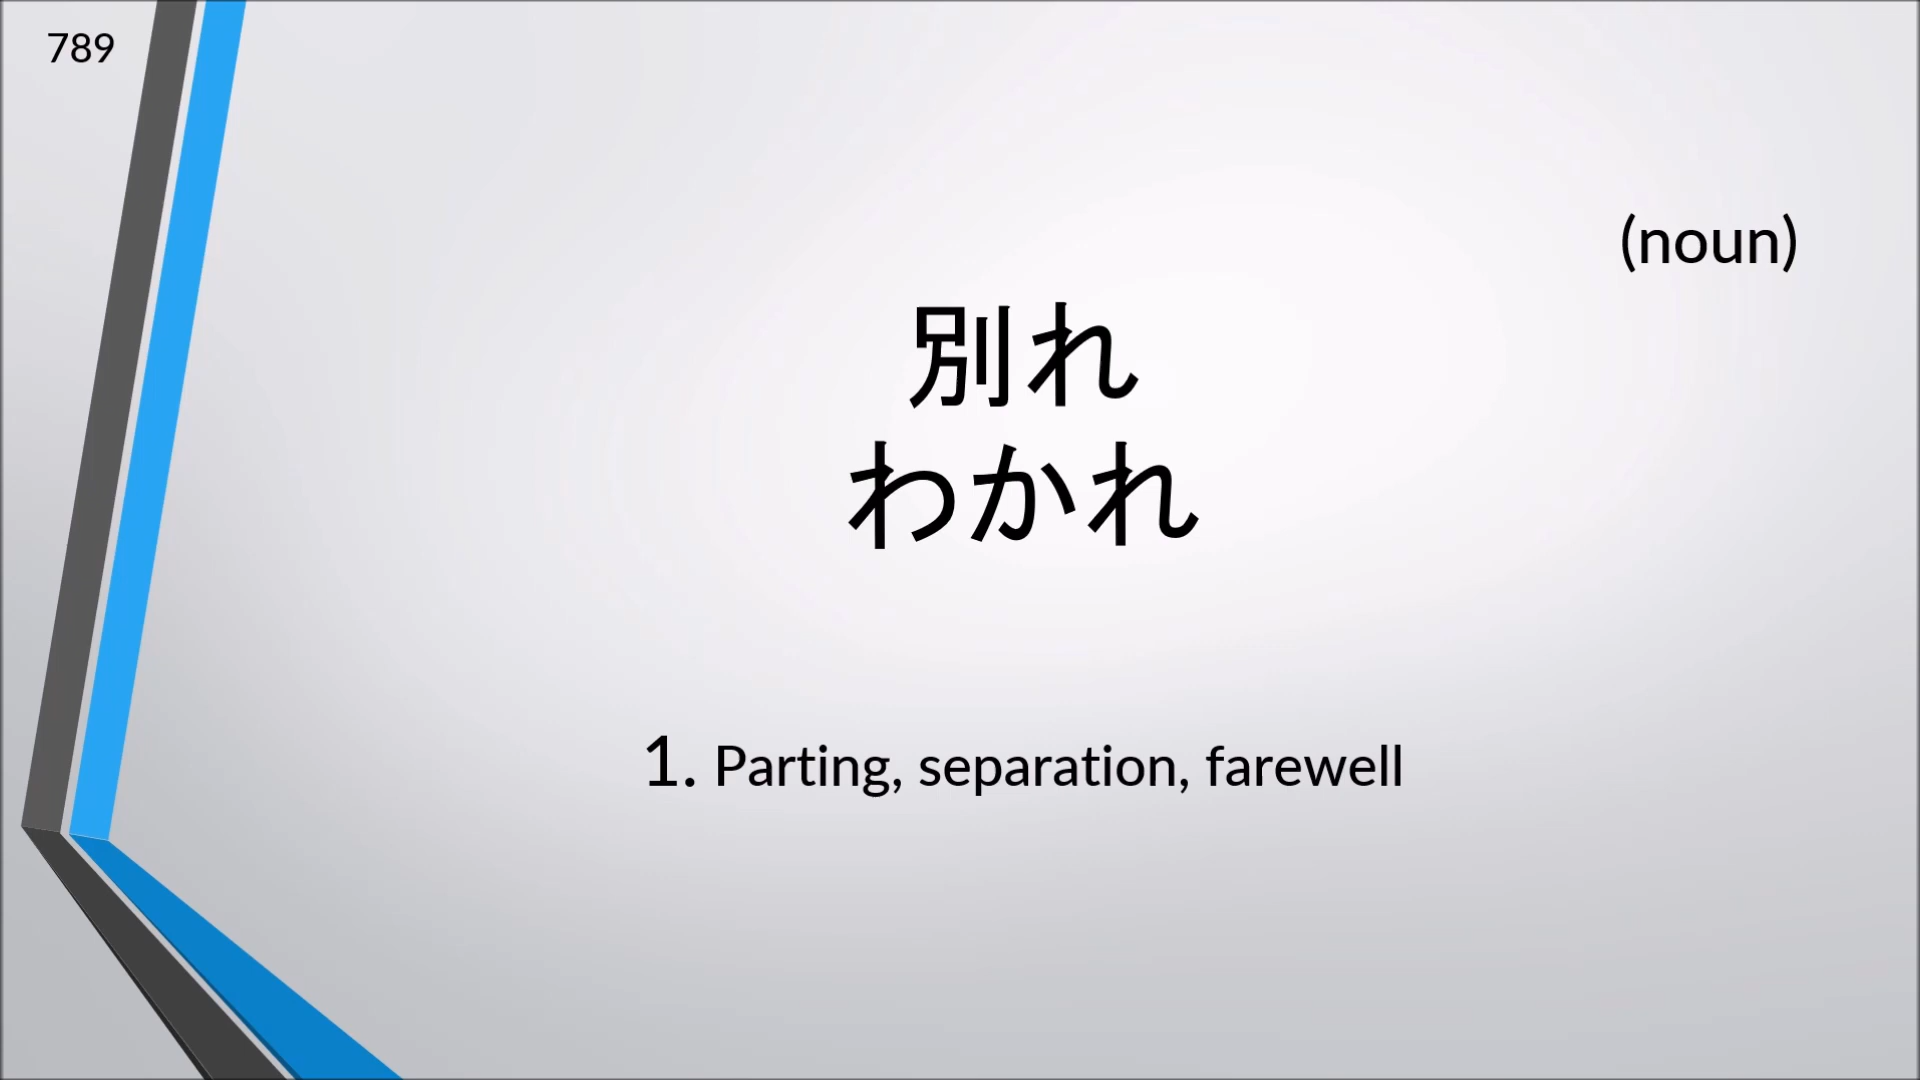 789
(noun)
別れ
わかれ
1. Parting, separation, farewell